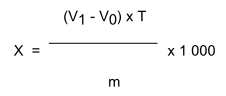 (V1 - V0) x T
X = x 1 000
m